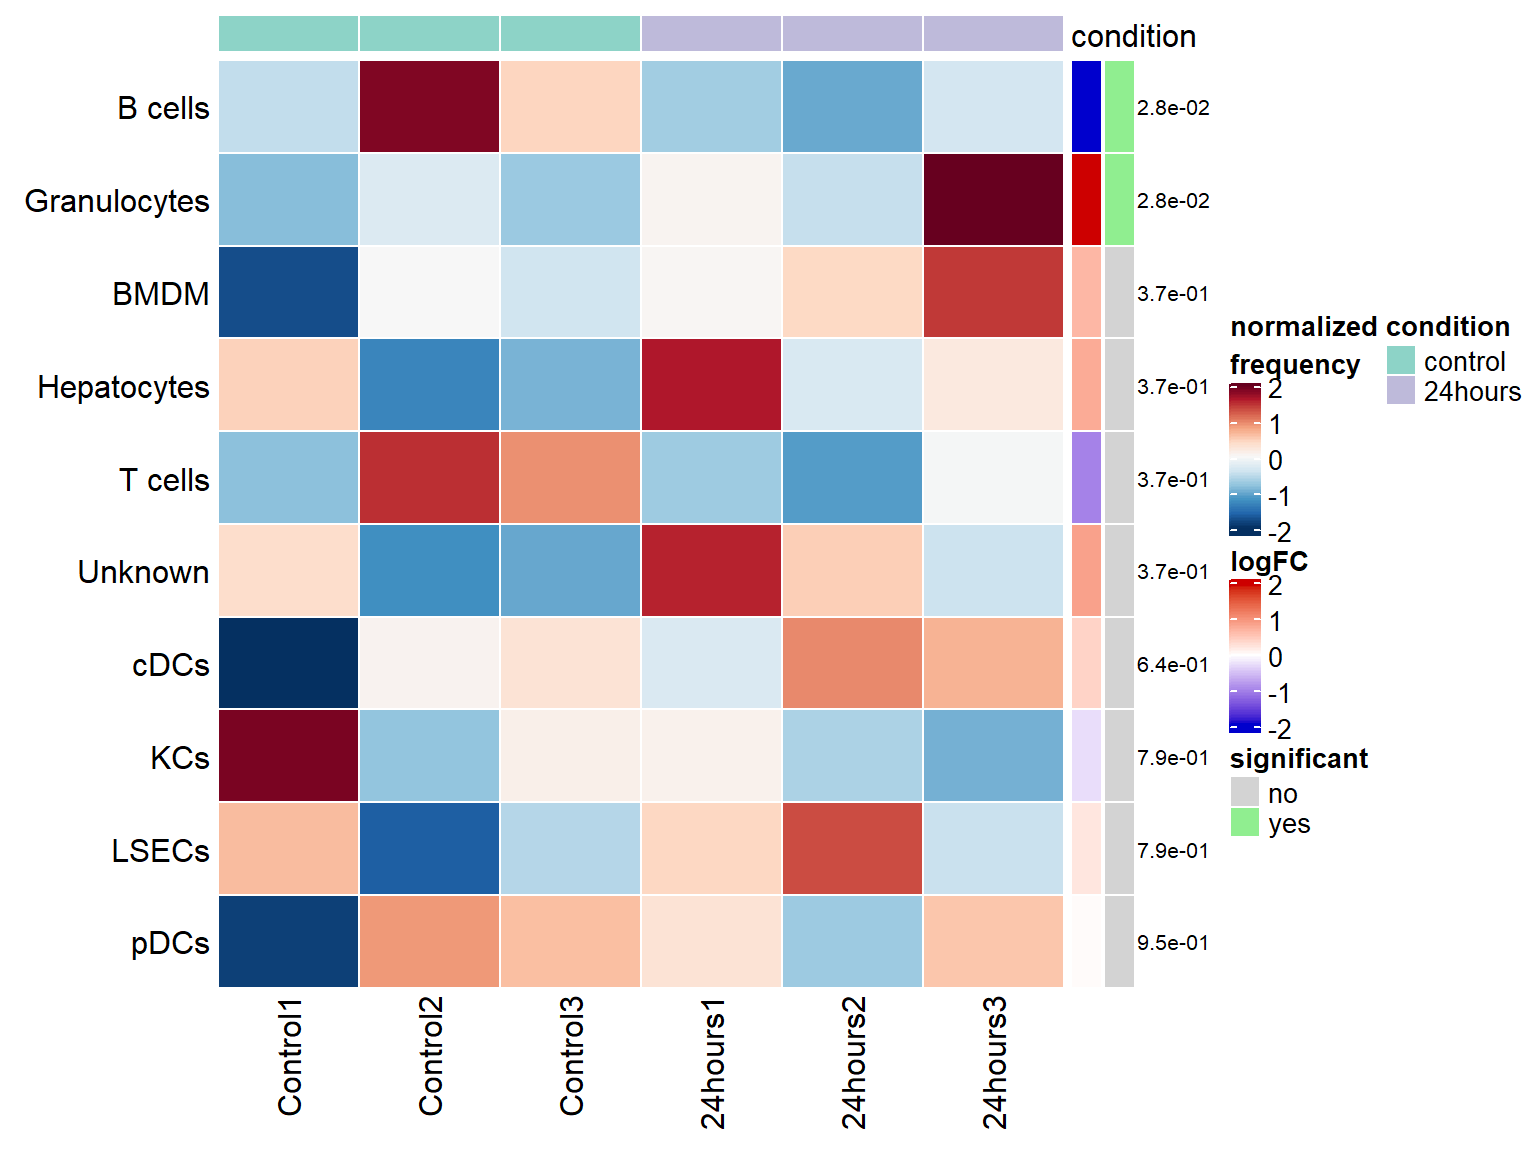 condition
B cells
2.8e-02
Granulocytes
2.8e-02
BMDM
3.7e-01
Hepatocytes
3.7e-01
T cells
3.7e-01
Unknown
3.7e-01
cDCs
6.4e-01
KCs
7.9e-01
LSECs
7.9e-01
pDCs
9.5e-01
Control1
Control2
Control3
24hours1
24hours2
24hours3
normalized
frequency
2
1
0
-1
-2
condition
control
24hours
logFC
2
1
0
-1
-2
significant
no
yes